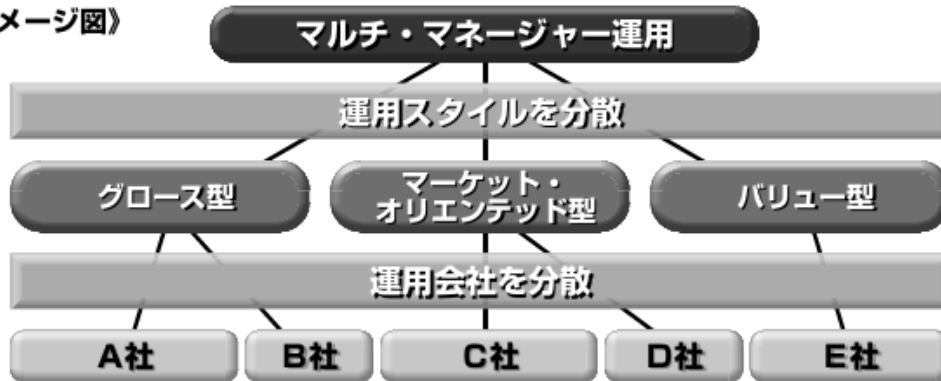 メージ図》
マルチ・マネージャー運用
運用スタイルを分散
グロース型
マーケット・
オリエンテッド型
バリュー型
運用会社を分散
A社
B社
C社
D社
E社